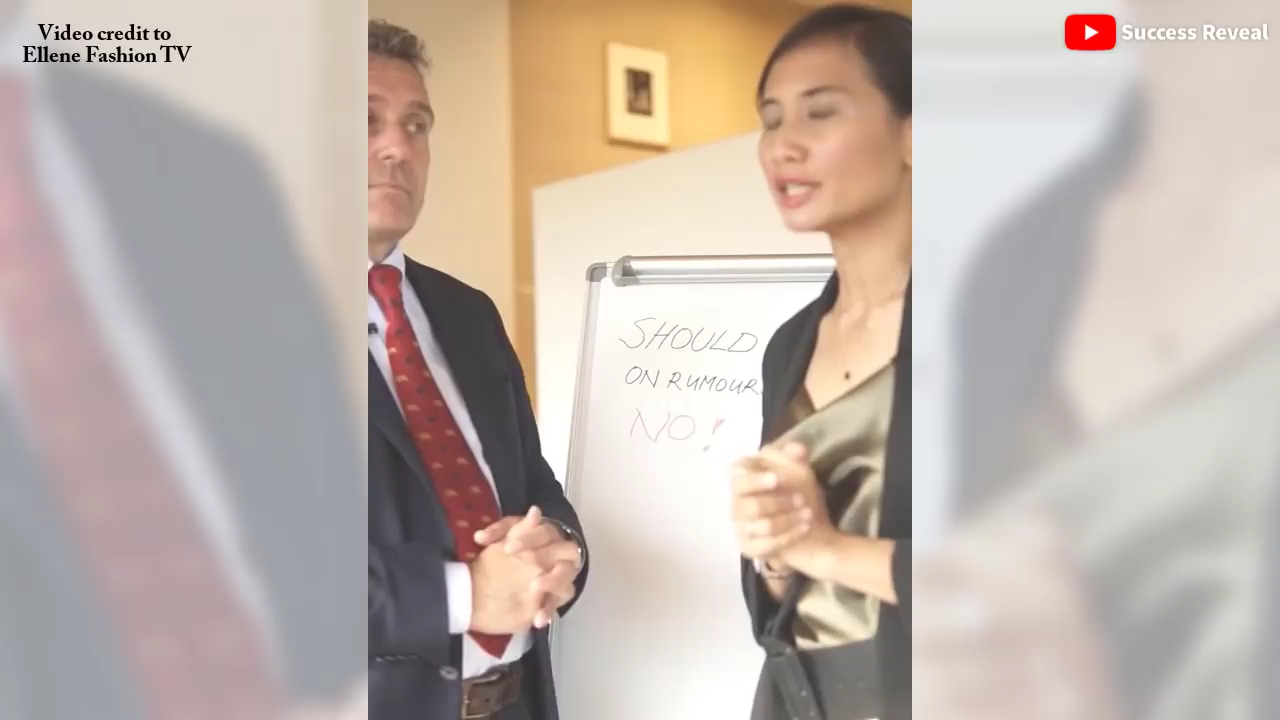 Video credit to
Ellene Fashion TV
Success Reveal
SHOULD
ON RUMOUR
NO!